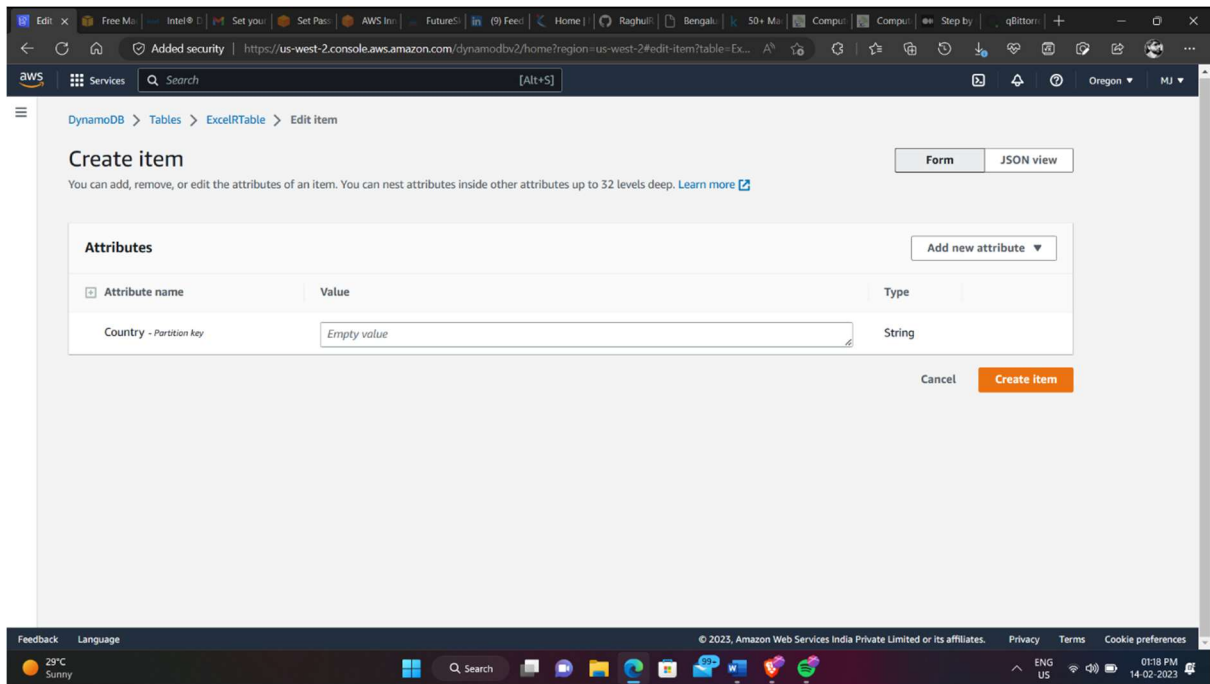 Edit Free Ma Intel® D Set your Set Pass AWS Inn FutureS (9) Feed Home | RaghulR Bengalu 50+ Ma Comput Comput Step by qBittorr
Added security | https://us-west-2.console.aws.amazon.com/dynamodbv2/home?region=us-west-2#edit-item?table=Ex...
aws Services Search [Alt+S] Oregon MJ
DynamoDB > Tables > ExcelRTable > Edit item
Create item
Form JSON view
You can add, remove, or edit the attributes of an item. You can nest attributes inside other attributes up to 32 levels deep. Learn more
Attributes Add new attribute
Attribute name Value Type
Country - Partition key Empty value String
Cancel Create item
Feedback Language © 2023, Amazon Web Services India Private Limited or its affiliates. Privacy Terms Cookie preferences
29°C
Sunny
Search
99+
ENG
US
01:18 PM
14-02-2023